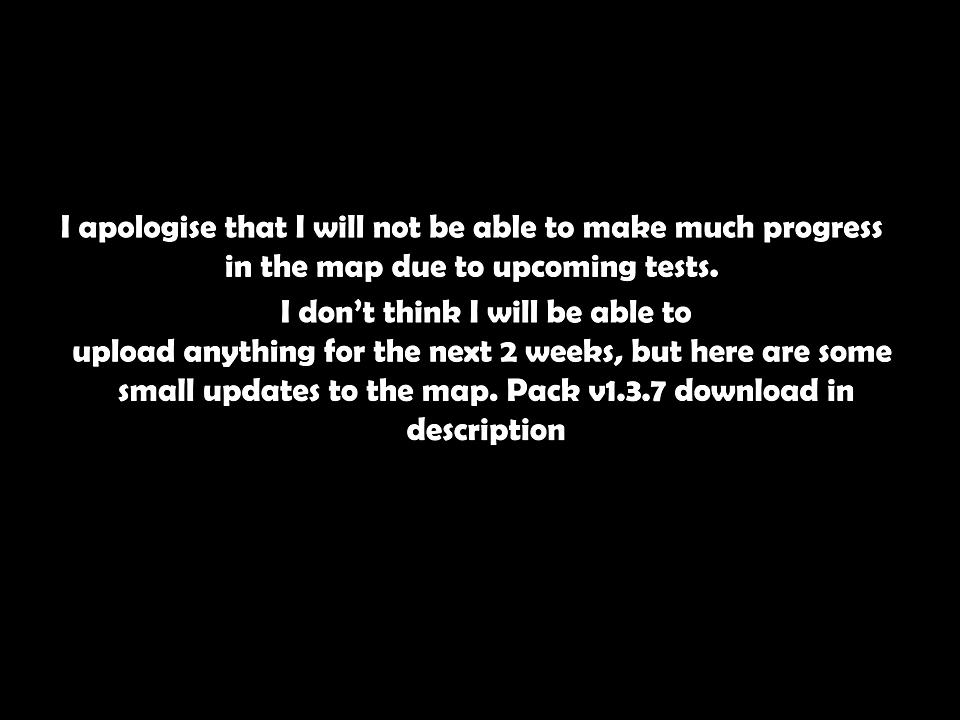 I apologise that I will not be able to make much progress
in the map due to upcoming tests.
I don’t think I will be able to
upload anything for the next 2 weeks, but here are some
small updates to the map. Pack v1.3.7 download in
description